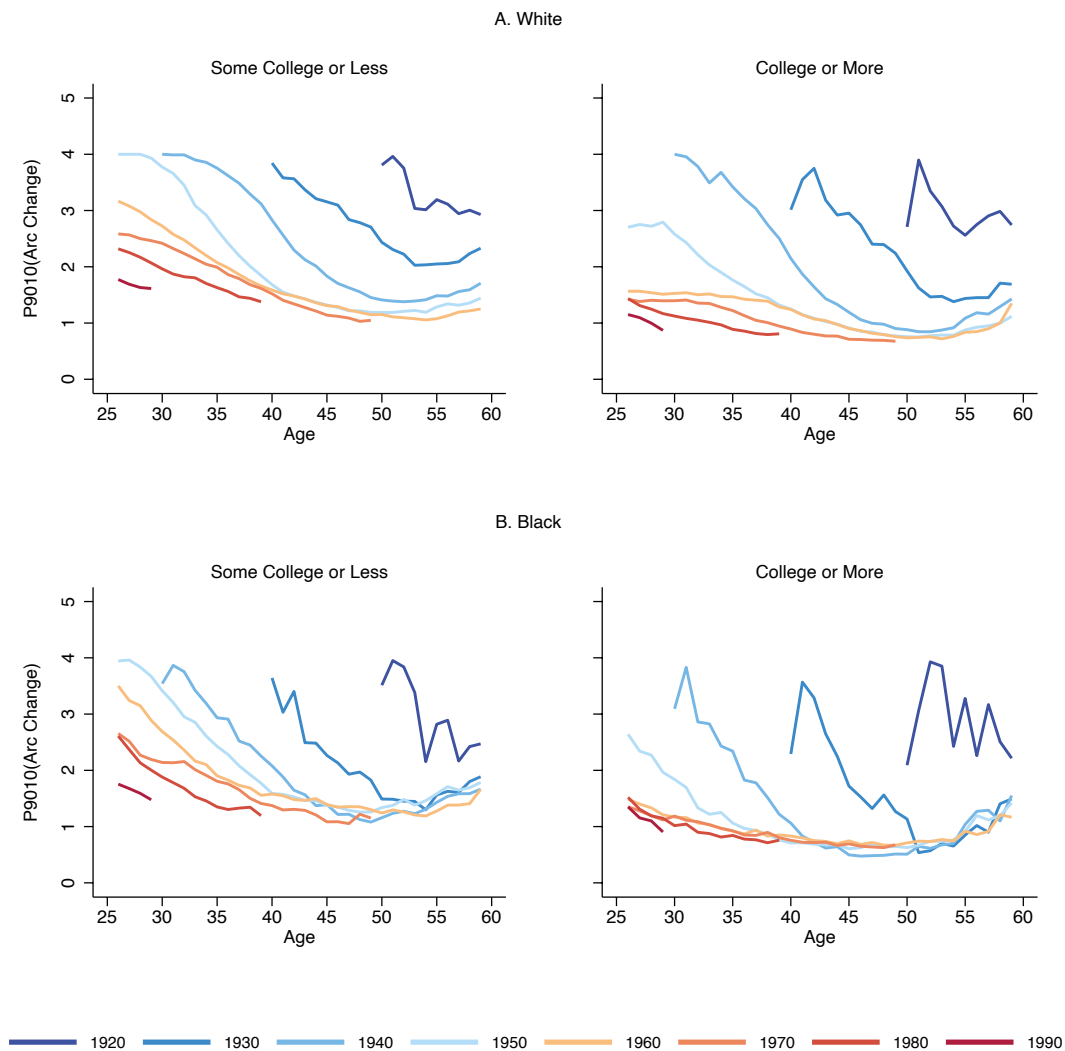 A. White
Some College or Less
College or More
P9010(Arc Change)
5
4
3
2
1
0
25 30 35 40 45 50 55 60
25 30 35 40 45 50 55 60
Age
Age
B. Black
Some College or Less
College or More
P9010(Arc Change)
5
4
3
2
1
0
25 30 35 40 45 50 55 60
25 30 35 40 45 50 55 60
Age
Age
1920 1930 1940 1950 1960 1970 1980 1990